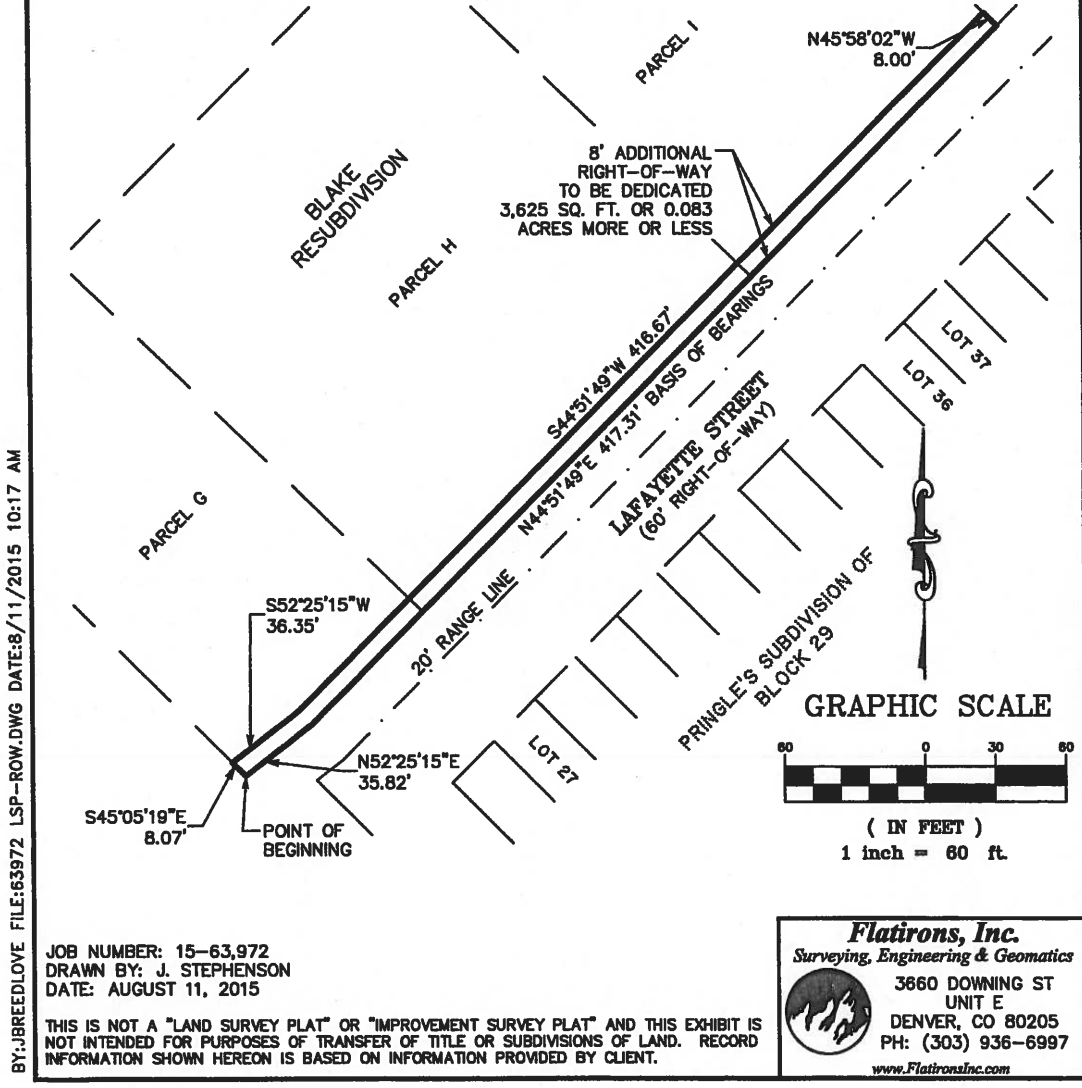 N45°58'02"W
8.00'
PARCEL I
8' ADDITIONAL
RIGHT-OF-WAY
TO BE DEDICATED
3,625 SQ. FT. OR 0.083
ACRES MORE OR LESS
BLAKE
RESUBDIVISION
PARCEL H
S44°51'49"W 416.67'
N44°51'49"E 417.31' BASIS OF BEARINGS
LAFAYETTE STREET
(60' RIGHT-OF-WAY)
LOT 37
LOT 36
PARCEL G
S52°25'15"W
36.35'
20' RANGE LINE
PRINGLE'S SUBDIVISION OF
BLOCK 29
LOT 27
N52°25'15"E
35.82'
S45°05'19"E
8.07'
POINT OF
BEGINNING
GRAPHIC SCALE
60 0 30 60
( IN FEET )
1 inch = 60 ft.
BY:JBREEDLOVE FILE:63972 LSP-ROW.DWG DATE:8/11/2015 10:17 AM
JOB NUMBER: 15-63,972
DRAWN BY: J. STEPHENSON
DATE: AUGUST 11, 2015
THIS IS NOT A "LAND SURVEY PLAT" OR "IMPROVEMENT SURVEY PLAT" AND THIS EXHIBIT IS
NOT INTENDED FOR PURPOSES OF TRANSFER OF TITLE OR SUBDIVISIONS OF LAND. RECORD
INFORMATION SHOWN HEREON IS BASED ON INFORMATION PROVIDED BY CLIENT.
Flatirons, Inc.
Surveying, Engineering & Geomatics
3660 DOWNING ST
UNIT E
DENVER, CO 80205
PH: (303) 936-6997
www.FlatironsInc.com